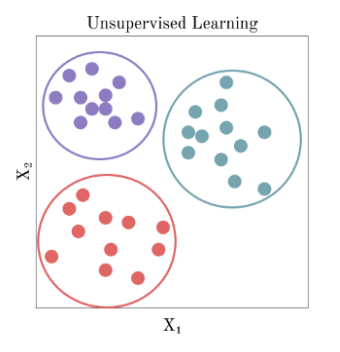 Unsupervised Learning
X₂
X₁